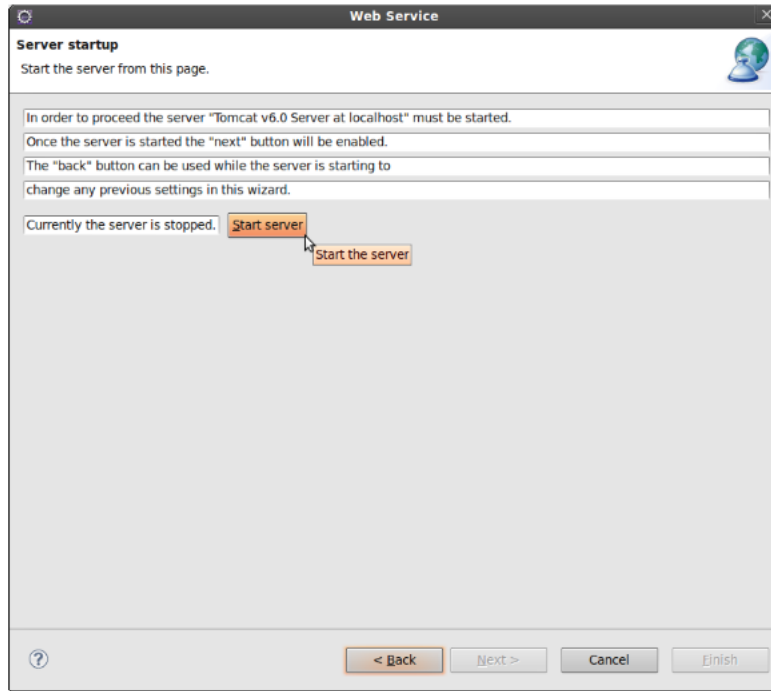 Web Service
Server startup
Start the server from this page.
In order to proceed the server "Tomcat v6.0 Server at localhost" must be started.
Once the server is started the "next" button will be enabled.
The "back" button can be used while the server is starting to
change any previous settings in this wizard.
Currently the server is stopped. Start server
Start the server
? < Back Next > Cancel Finish